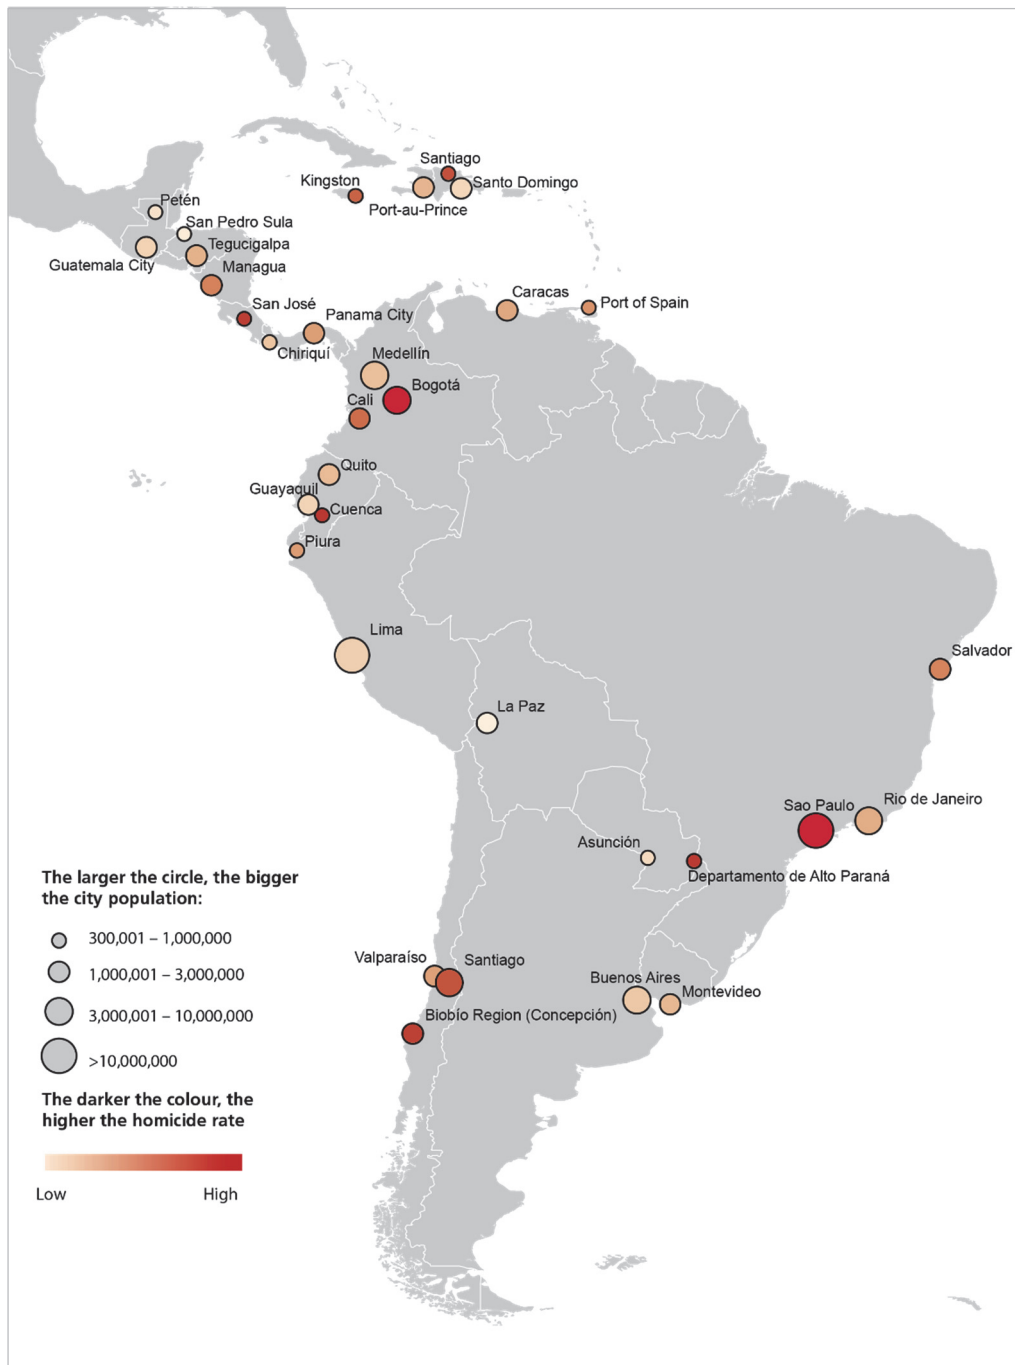 Santiago
Kingston
Santo Domingo
Port-au-Prince
Petén
San Pedro Sula
Tegucigalpa
Guatemala City
Managua
Caracas
San José
Port of Spain
Panama City
Chiriquí
Medellín
Bogotá
Cali
Quito
Guayaquil
Cuenca
Piura
Lima
Salvador
La Paz
Rio de Janeiro
Sao Paulo
Asunción
Departamento de Alto Paraná
The larger the circle, the bigger
the city population:
300,001 – 1,000,000
1,000,001 – 3,000,000
3,000,001 – 10,000,000
>10,000,000
Valparaíso
Santiago
Buenos Aires
Montevideo
Biobío Region (Concepción)
The darker the colour, the
higher the homicide rate
Low High